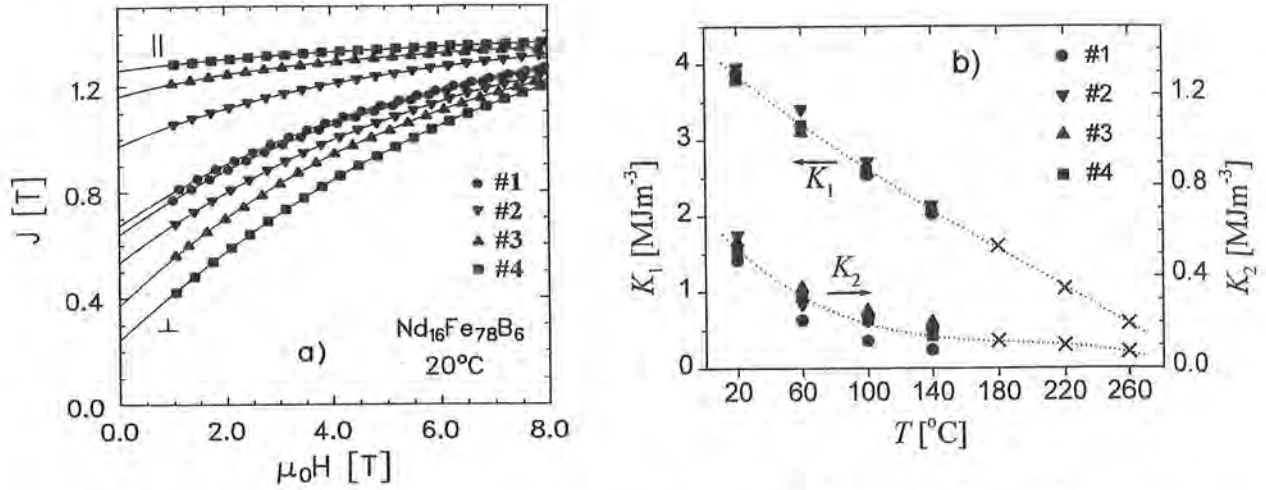 ||
1.2
0.8
0.4
0.0
J [T]
#1
#2
#3
#4
⊥
a)
Nd₁₆Fe₇₈B₆
20°C
0.0 2.0 4.0 6.0 8.0
μ₀H [T]
b)
4
3
2
1
0
K₁ [MJm⁻³]
#1
#2
#3
#4
K₁
K₂
1.2
0.8
0.4
0.0
K₂ [MJm⁻³]
20 60 100 140 180 220 260
T [°C]